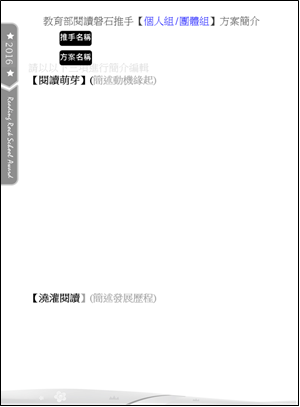 教育部閱讀磐石推手【個人組/團體組】方案簡介
推手名稱
方案名稱
請以以下三項進行簡介編輯
【閱讀萌芽】(簡述動機緣起)
【澆灌閱讀】(簡述發展歷程)
★2016★
Reading Rock School Award